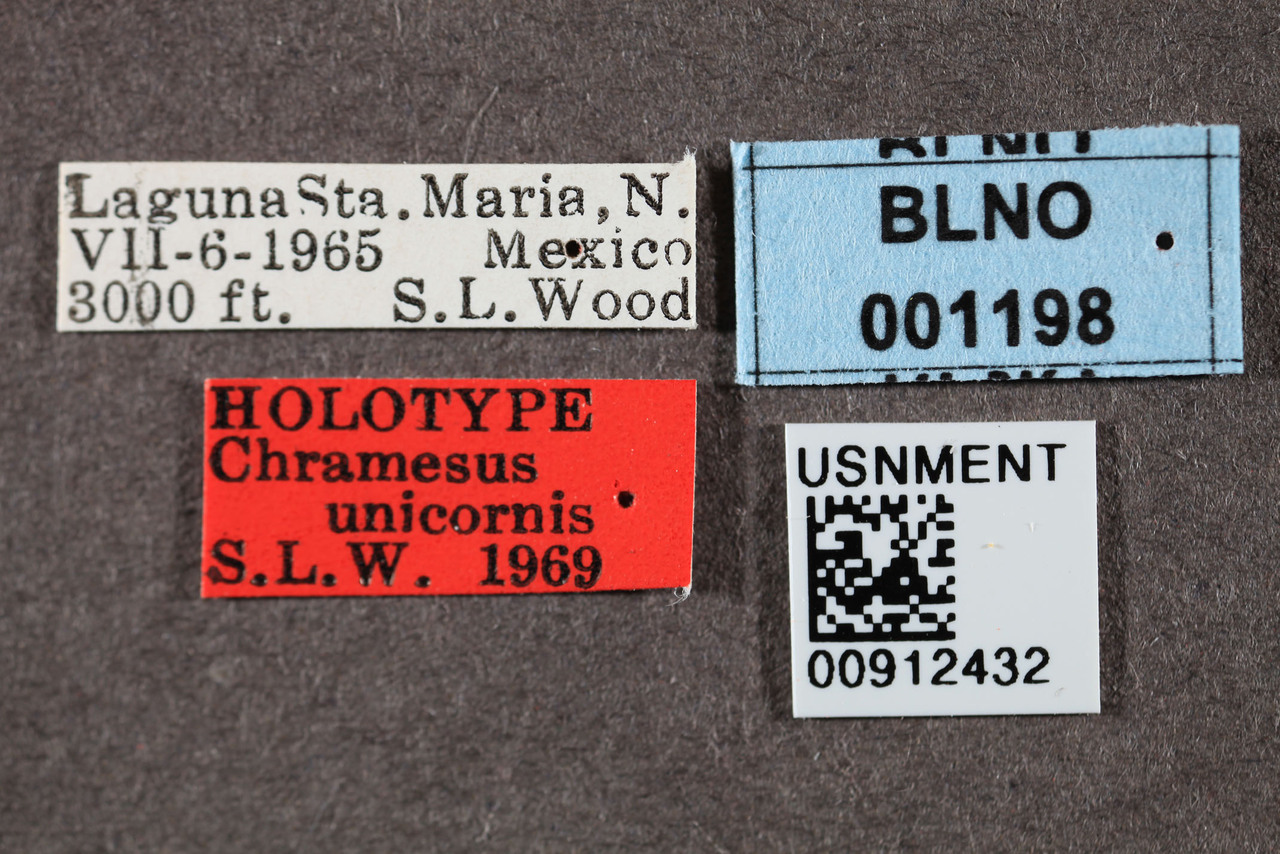 Laguna Sta. Maria, N.
VII-6-1965 Mexico
3000 ft. S.L. Wood
BLNO
001198
HOLOTYPE
Chramesus
unicornis
S.L.W. 1969
USNMENT
00912432